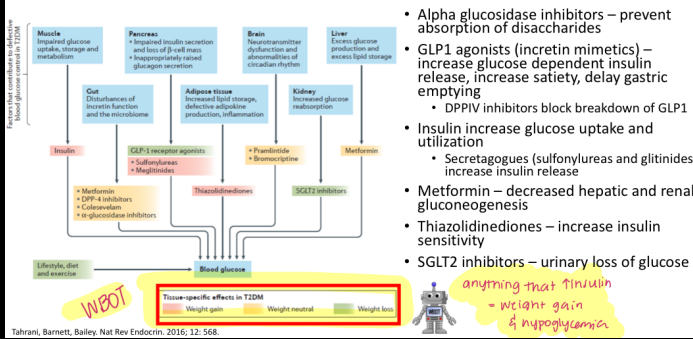 Factors that contribute to defective
blood glucose control in T2DM
Muscle
Impaired glucose
uptake, storage and
metabolism
Pancreas
• Impaired insulin secretion
and loss of β-cell mass
• Inappropriately raised
glucagon secretion
Brain
Neurotransmitter
dysfunction and
abnormalities of
circadian rhythm
Liver
Excess glucose
production and
excess lipid storage
Gut
Disturbances of
incretin function
and the microbiome
Adipose tissue
Increased lipid storage,
defective adipokine
production, inflammation
Kidney
Increased glucose
reabsorption
Insulin
GLP-1 receptor agonists
• Sulfonylureas
• Meglitinides
• Pramlintide
• Bromocriptine
Metformin
• Metformin
• DPP-4 inhibitors
• Colesevelam
• α-glucosidase inhibitors
Thiazolidinediones
SGLT2 inhibitors
Lifestyle, diet
and exercise
Blood glucose
WBOT
Tissue-specific effects in T2DM
Weight gain
Weight neutral
Weight loss
Tahrani, Barnett, Bailey. Nat Rev Endocrin. 2016; 12: 568.
• Alpha glucosidase inhibitors – prevent
absorption of disaccharides
• GLP1 agonists (incretin mimetics) –
increase glucose dependent insulin
release, increase satiety, delay gastric
emptying
• DPPIV inhibitors block breakdown of GLP1
• Insulin increase glucose uptake and
utilization
• Secretagogues (sulfonylureas and glitinides
increase insulin release
• Metformin – decreased hepatic and renal
gluconeogenesis
• Thiazolidinediones – increase insulin
sensitivity
• SGLT2 inhibitors – urinary loss of glucose
WBOT
anything that ↑Insulin
= weight gain
& hypoglycemia